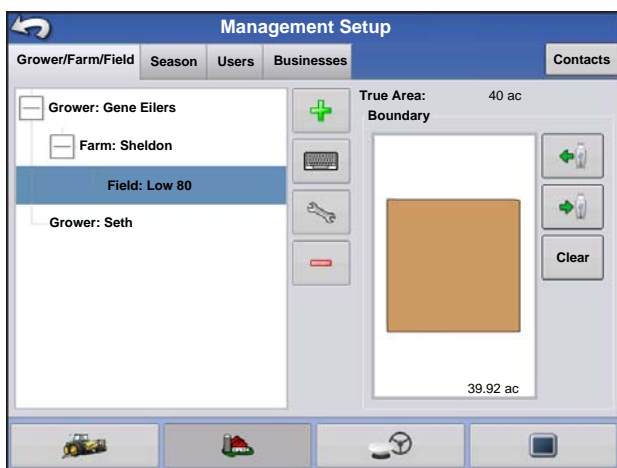 Management Setup
Grower/Farm/Field Season Users Businesses Contacts
Grower: Gene Eilers
Farm: Sheldon
Field: Low 80
Grower: Seth
True Area: 40 ac
Boundary
Clear
39.92 ac